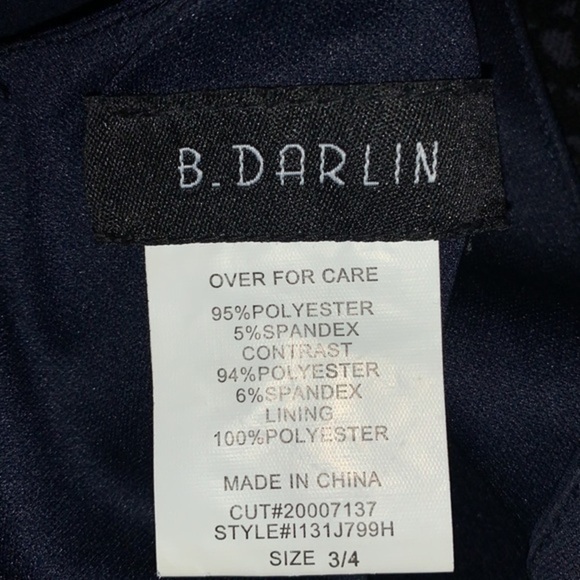 B. DARLIN
OVER FOR CARE
95%POLYESTER
5%SPANDEX
CONTRAST
94%POLYESTER
6%SPANDEX
LINING
100%POLYESTER
MADE IN CHINA
CUT#20007137
STYLE#I131J799H
SIZE 3/4